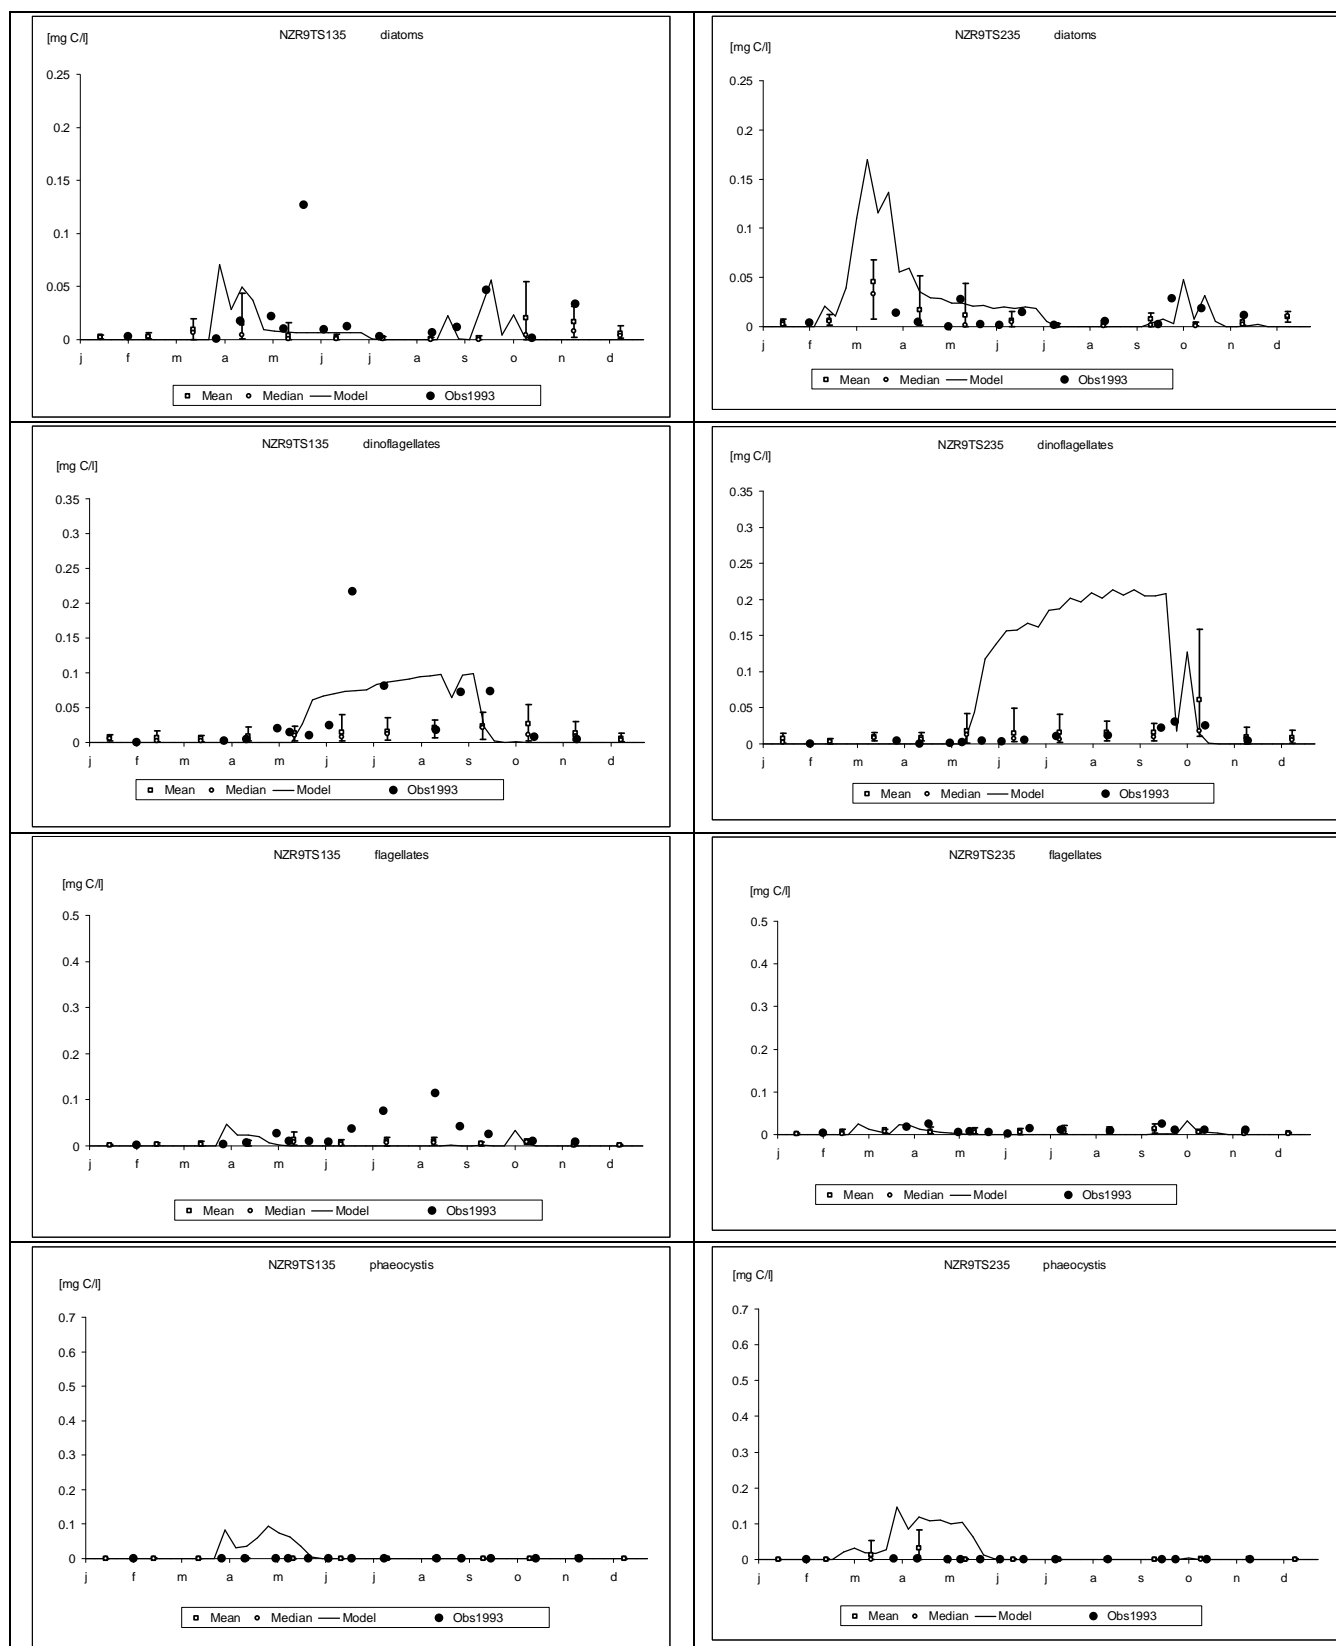 NZR9TS135 diatoms
[mg C/l]
0.25
0.2
0.15
0.1
0.05
0
j f m a m j j a s o n d
Mean Median Model Obs1993
NZR9TS235 diatoms
[mg C/l]
0.25
0.2
0.15
0.1
0.05
0
j f m a m j j a s o n d
Mean Median Model Obs1993
NZR9TS135 dinoflagellates
[mg C/l]
0.35
0.3
0.25
0.2
0.15
0.1
0.05
0
j f m a m j j a s o n d
Mean Median Model Obs1993
NZR9TS235 dinoflagellates
[mg C/l]
0.35
0.3
0.25
0.2
0.15
0.1
0.05
0
j f m a m j j a s o n d
Mean Median Model Obs1993
NZR9TS135 flagellates
[mg C/l]
0.5
0.4
0.3
0.2
0.1
0
j f m a m j j a s o n d
Mean Median Model Obs1993
NZR9TS235 flagellates
[mg C/l]
0.5
0.4
0.3
0.2
0.1
0
j f m a m j j a s o n d
Mean Median Model Obs1993
NZR9TS135 phaeocystis
[mg C/l]
0.7
0.6
0.5
0.4
0.3
0.2
0.1
0
j f m a m j j a s o n d
Mean Median Model Obs1993
NZR9TS235 phaeocystis
[mg C/l]
0.7
0.6
0.5
0.4
0.3
0.2
0.1
0
j f m a m j j a s o n d
Mean Median Model Obs1993